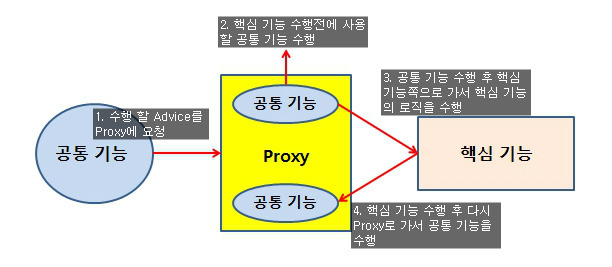 2. 핵심 기능 수행전에 사용
할 공통 기능 수행
3. 공통 기능 수행 후 핵심
기능쪽으로 가서 핵심 기능
의 로직을 수행
1. 수행 할 Advice를
Proxy에 요청
공통 기능
공통 기능
Proxy
핵심 기능
공통 기능
4. 핵심 기능 수행 후 다시
Proxy로 가서 공통 기능을
수행